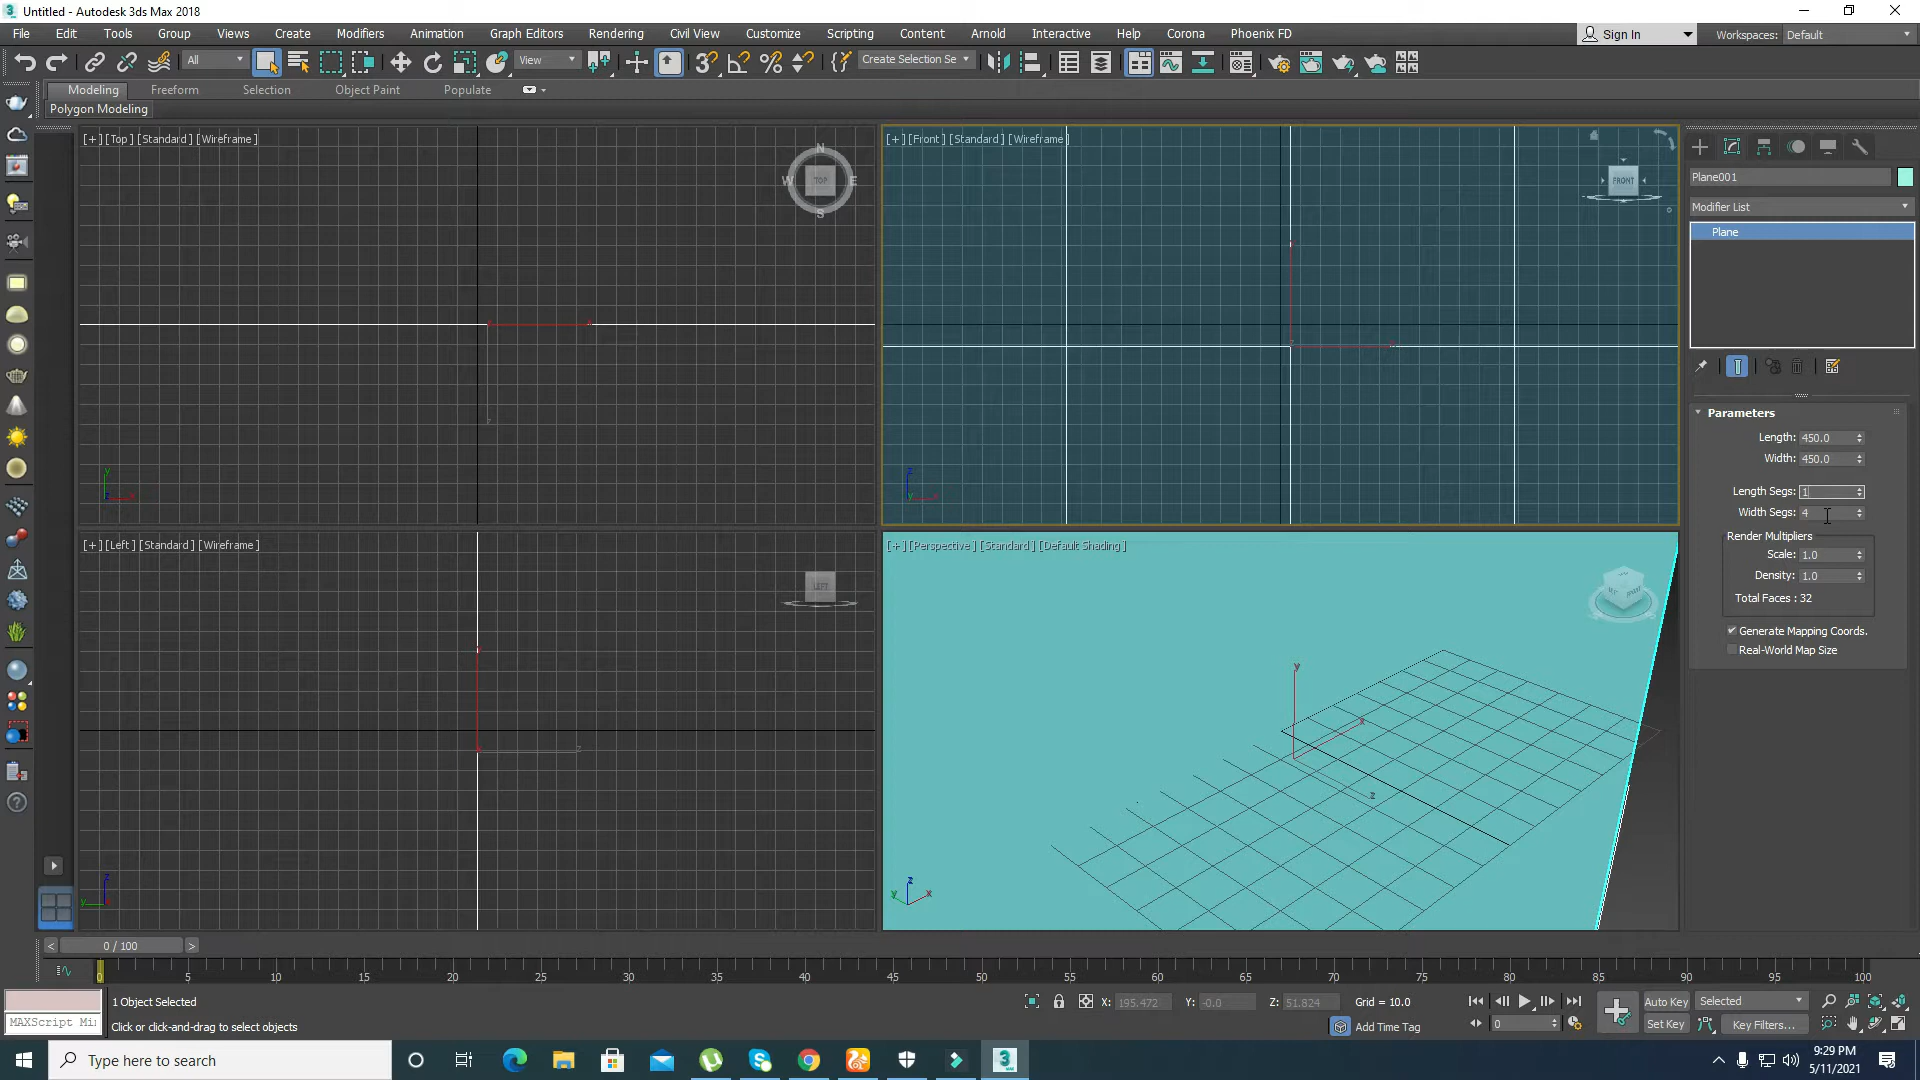 Untitled - Autodesk 3ds Max 2018
File Edit Tools Group Views Create Modifiers Animation Graph Editors Rendering Civil View Customize Scripting Content Arnold Interactive Help Corona Phoenix FD Sign In Workspaces: Default
All View Create Selection Se
Modeling Freeform Selection Object Paint Populate
Polygon Modeling
[+] [Top] [Standard] [Wireframe]
N
W TOP E
S
[+] [Front] [Standard] [Wireframe]
FRONT
Plane001
Modifier List
Plane
Parameters
Length: 450.0
Width: 450.0
Length Segs: 1
Width Segs: 4
Render Multipliers
Scale: 1.0
Density: 1.0
Total Faces : 32
Generate Mapping Coords.
Real-World Map Size
[+] [Left] [Standard] [Wireframe]
LEFT
[+] [Perspective] [Standard] [Default Shading]
y
x
z
< 0 / 100 >
0 5 10 15 20 25 30 35 40 45 50 55 60 65 70 75 80 85 90 95 100
1 Object Selected
X: 195.472 Y: -0.0 Z: 51.824 Grid = 10.0
Auto Key Selected
MAXScript Mi
Click or click-and-drag to select objects
Add Time Tag
0
Set Key Key Filters...
Type here to search
9:29 PM
5/11/2021